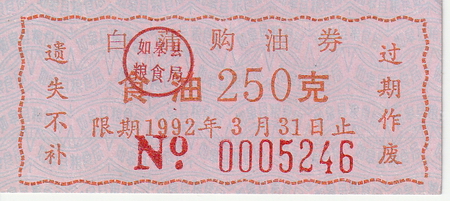 白油购油券
如皋县
粮食局
食油250克
限期1992年3月31日止
№ 0005246
遗失不补
过期作废